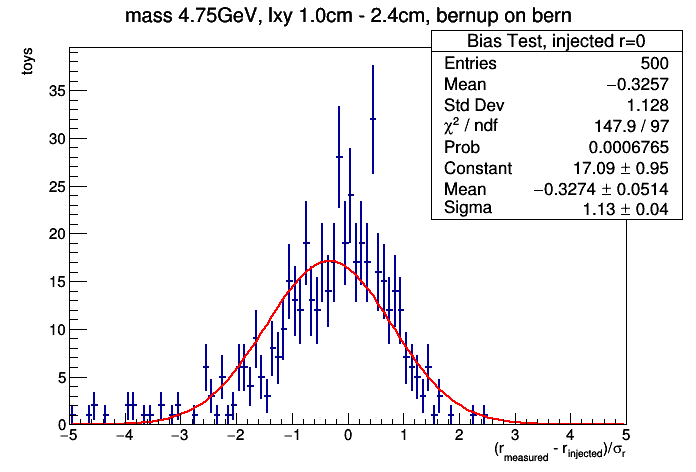 mass 4.75GeV, lxy 1.0cm - 2.4cm, bernup on bern
Bias Test, injected r=0
Entries 500
Mean −0.3257
Std Dev 1.128
χ² / ndf 147.9 / 97
Prob 0.0006765
Constant 17.09 ± 0.95
Mean −0.3274 ± 0.0514
Sigma 1.13 ± 0.04
toys
35
30
25
20
15
10
5
0
−5 −4 −3 −2 −1 0 1 2 3 4 5
(r_measured - r_injected)/σ_r